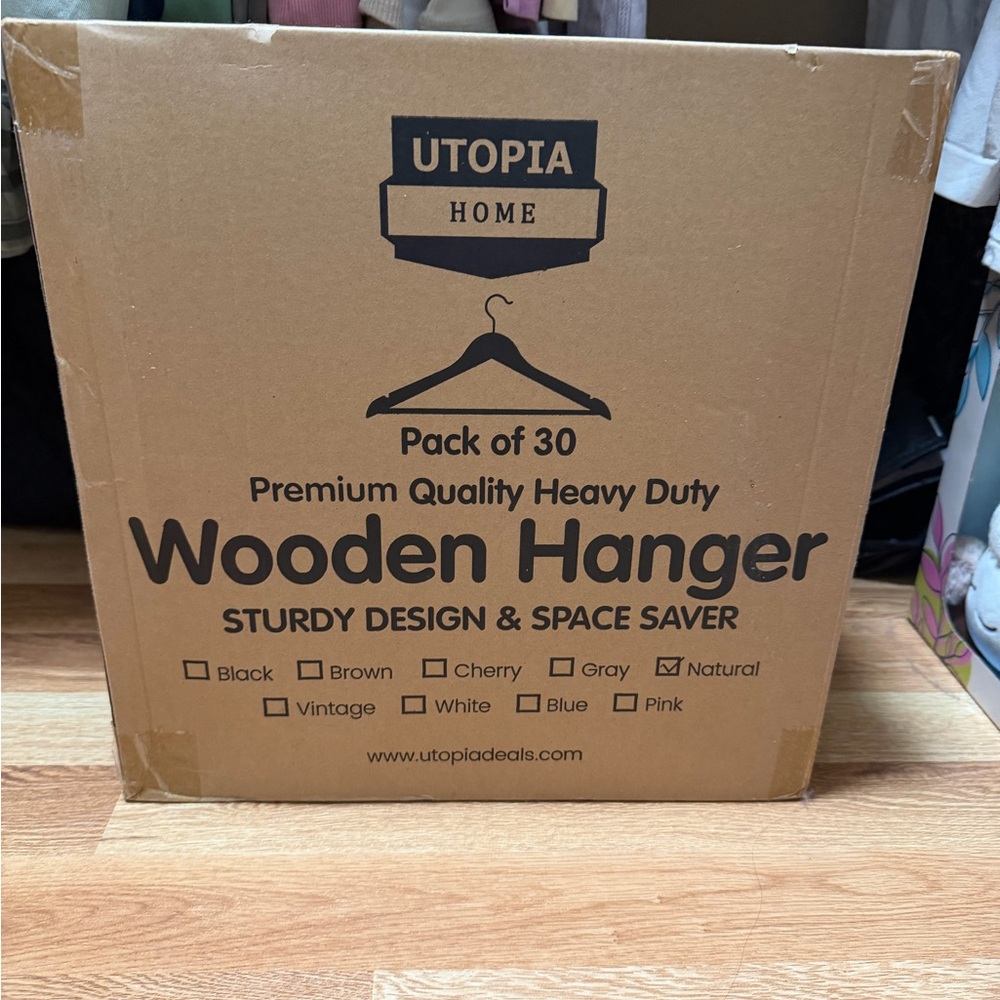 UTOPIA
HOME
Pack of 30
Premium Quality Heavy Duty
Wooden Hanger
STURDY DESIGN & SPACE SAVER
☐ Black ☐ Brown ☐ Cherry ☐ Gray ☑ Natural
☐ Vintage ☐ White ☐ Blue ☐ Pink
www.utopiadeals.com